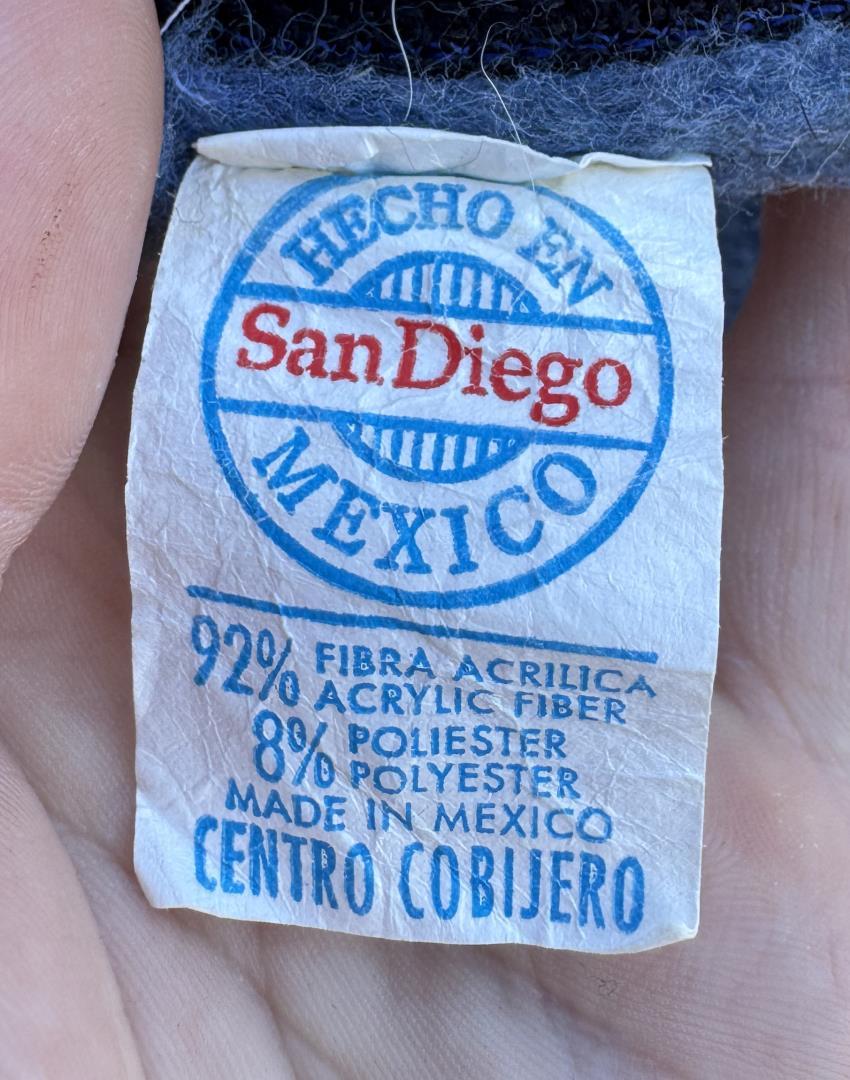 HECHO EN
San Diego
MEXICO
92% FIBRA ACRILICA
ACRYLIC FIBER
8% POLIESTER
POLYESTER
MADE IN MEXICO
CENTRO COBIJERO